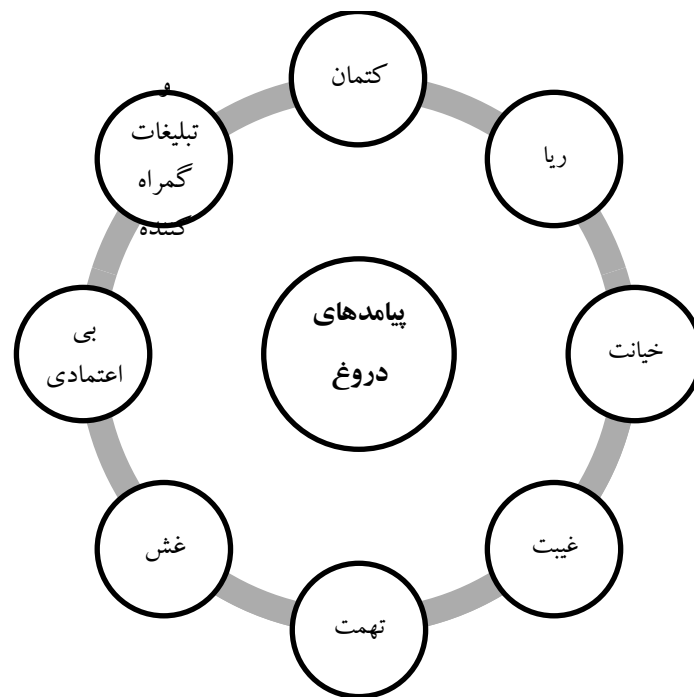 پیامدهای
دروغ
کتمان
ریا
خیانت
غیبت
تهمت
غش
بی
اعتمادی
و
تبلیغات
گمراه
کننده